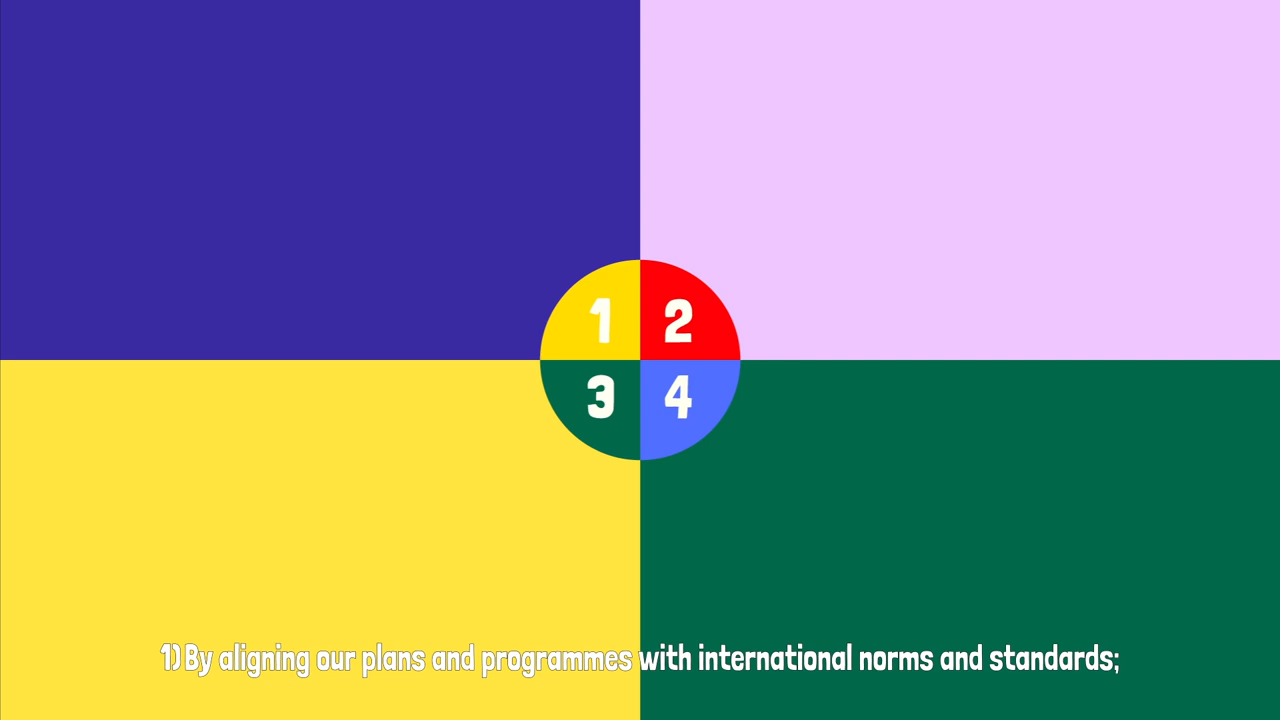 1 2
3 4
1) By aligning our plans and programmes with international norms and standards;